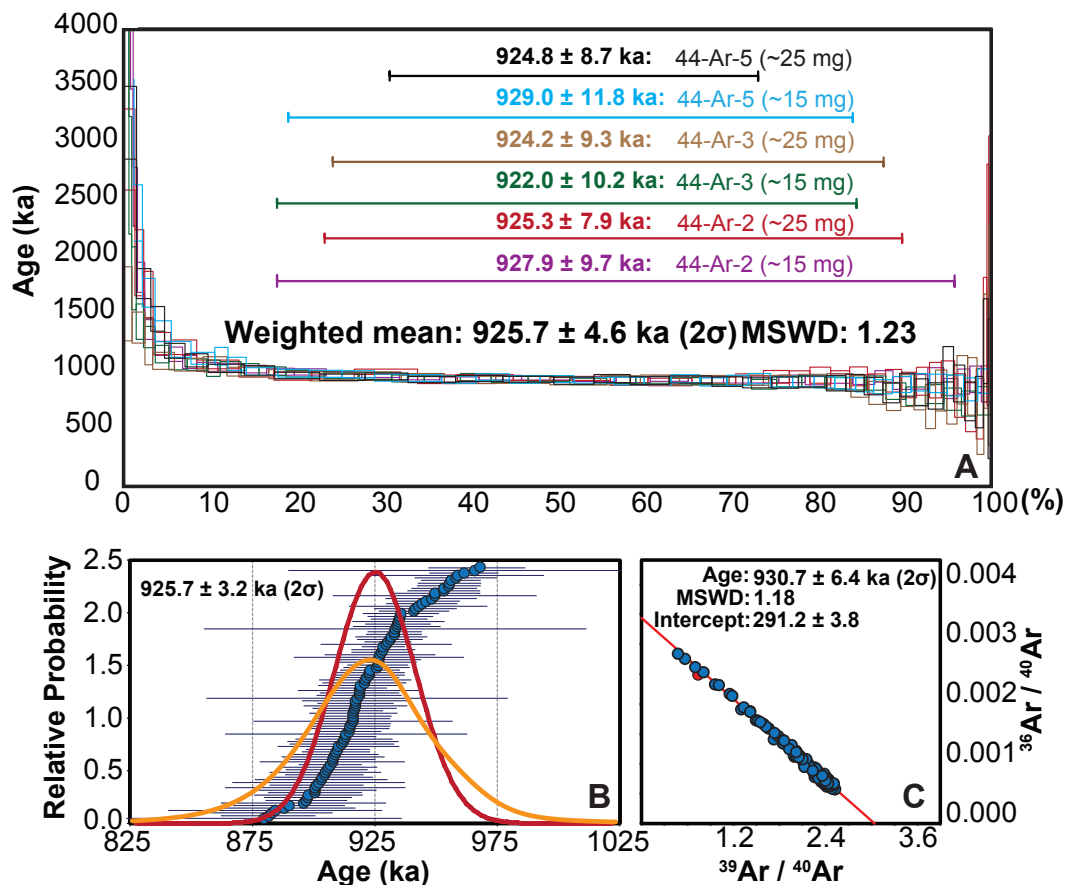 4000
3500
3000
2500
2000
1500
1000
500
0
Age (ka)
924.8 ± 8.7 ka: 44-Ar-5 (~25 mg)
929.0 ± 11.8 ka: 44-Ar-5 (~15 mg)
924.2 ± 9.3 ka: 44-Ar-3 (~25 mg)
922.0 ± 10.2 ka: 44-Ar-3 (~15 mg)
925.3 ± 7.9 ka: 44-Ar-2 (~25 mg)
927.9 ± 9.7 ka: 44-Ar-2 (~15 mg)
Weighted mean: 925.7 ± 4.6 ka (2σ) MSWD: 1.23
A
0 10 20 30 40 50 60 70 80 90 100 (%)
2.5
2.0
1.5
1.0
0.5
0.0
Relative Probability
925.7 ± 3.2 ka (2σ)
B
825 875 925 975 1025
Age (ka)
Age: 930.7 ± 6.4 ka (2σ)
MSWD: 1.18
Intercept: 291.2 ± 3.8
C
0.004
0.003
0.002
0.001
0.000
³⁶Ar / ⁴⁰Ar
1.2 2.4 3.6
³⁹Ar / ⁴⁰Ar